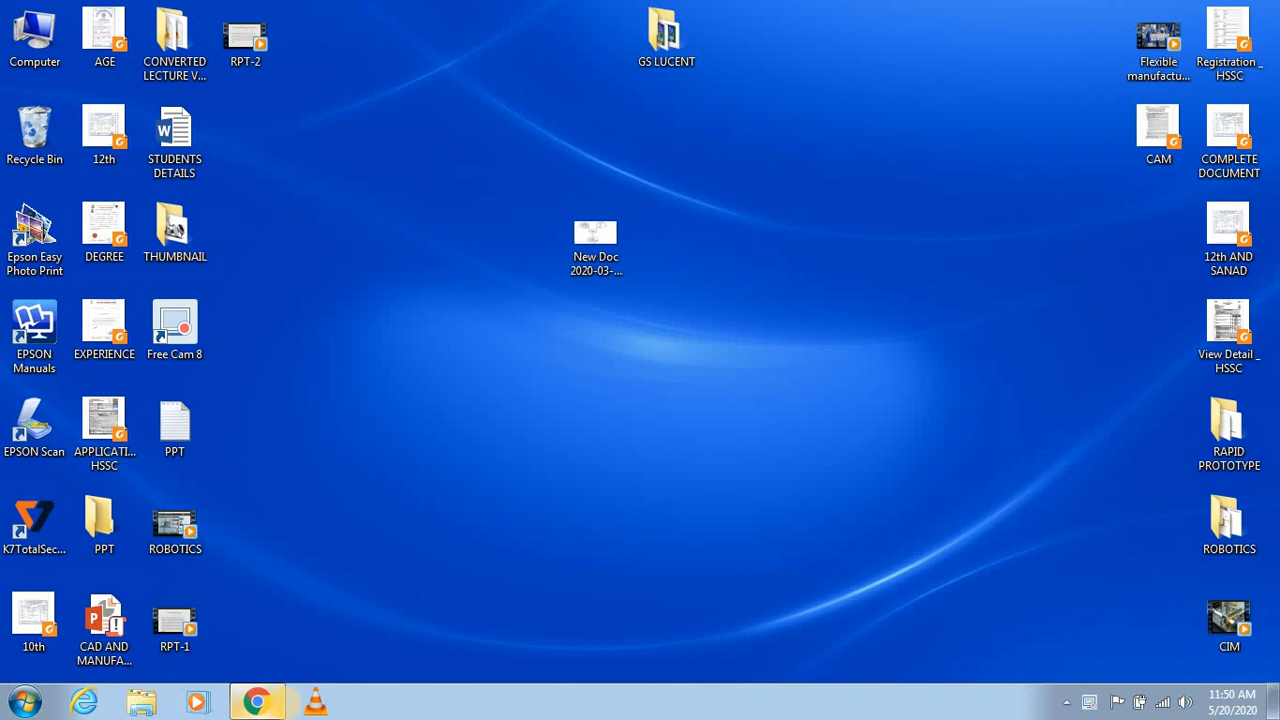 Computer
AGE
CONVERTED
LECTURE V...
RPT-2
GS LUCENT
Flexible
manufactu...
Registration _
HSSC
Recycle Bin
12th
STUDENTS
DETAILS
CAM
COMPLETE
DOCUMENT
Epson Easy
Photo Print
DEGREE
THUMBNAIL
New Doc
2020-03-...
12th AND
SANAD
EPSON
Manuals
EXPERIENCE
Free Cam 8
View Detail _
HSSC
EPSON Scan
APPLICATI...
HSSC
PPT
RAPID
PROTOTYPE
K7TotalSec...
PPT
ROBOTICS
ROBOTICS
10th
CAD AND
MANUFA...
RPT-1
CIM
11:50 AM
5/20/2020